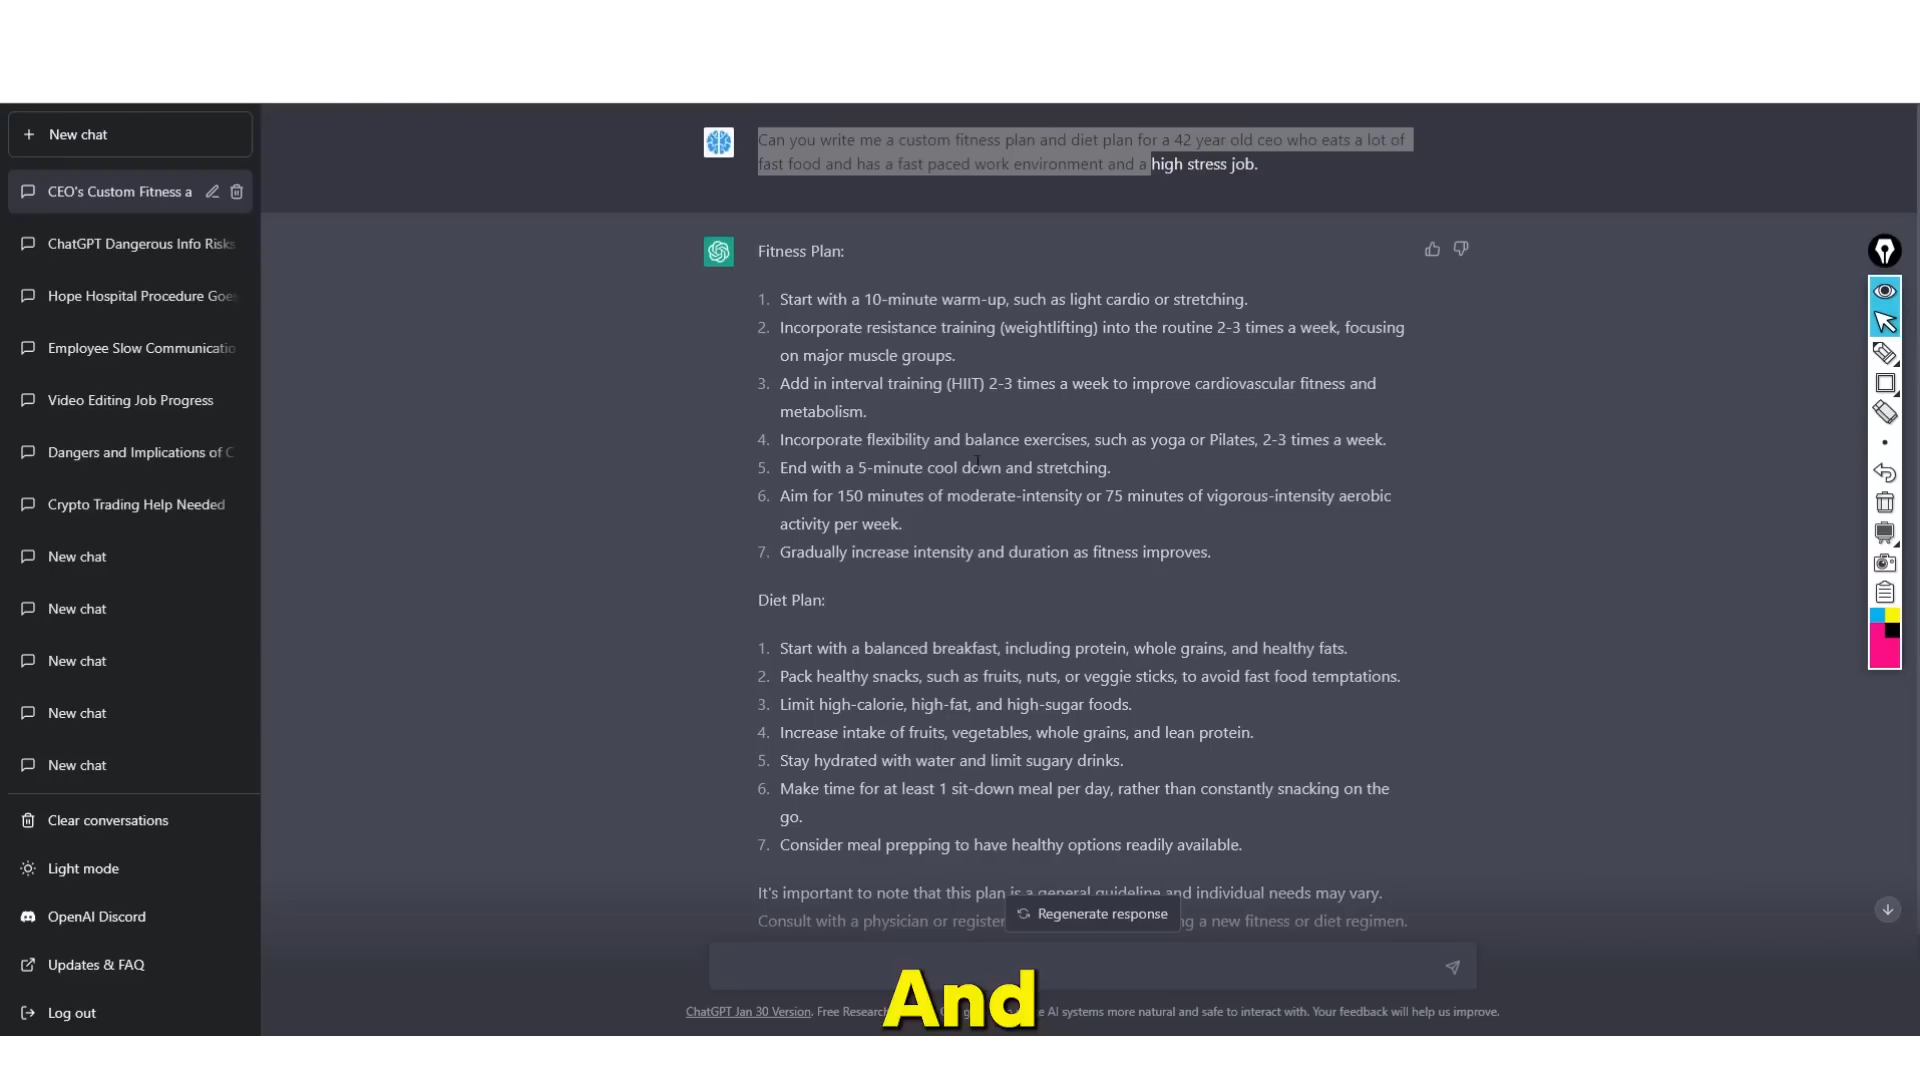 New chat
CEO's Custom Fitness a
ChatGPT Dangerous Info Risks
Hope Hospital Procedure Goe
Employee Slow Communicatio
Video Editing Job Progress
Dangers and Implications of C
Crypto Trading Help Needed
New chat
New chat
New chat
New chat
New chat
Clear conversations
Light mode
OpenAI Discord
Updates & FAQ
Log out
Can you write me a custom fitness plan and diet plan for a 42 year old ceo who eats a lot of
fast food and has a fast paced work environment and a high stress job.
Fitness Plan:
1. Start with a 10-minute warm-up, such as light cardio or stretching.
2. Incorporate resistance training (weightlifting) into the routine 2-3 times a week, focusing
on major muscle groups.
3. Add in interval training (HIIT) 2-3 times a week to improve cardiovascular fitness and
metabolism.
4. Incorporate flexibility and balance exercises, such as yoga or Pilates, 2-3 times a week.
5. End with a 5-minute cool down and stretching.
6. Aim for 150 minutes of moderate-intensity or 75 minutes of vigorous-intensity aerobic
activity per week.
7. Gradually increase intensity and duration as fitness improves.
Diet Plan:
1. Start with a balanced breakfast, including protein, whole grains, and healthy fats.
2. Pack healthy snacks, such as fruits, nuts, or veggie sticks, to avoid fast food temptations.
3. Limit high-calorie, high-fat, and high-sugar foods.
4. Increase intake of fruits, vegetables, whole grains, and lean protein.
5. Stay hydrated with water and limit sugary drinks.
6. Make time for at least 1 sit-down meal per day, rather than constantly snacking on the
go.
7. Consider meal prepping to have healthy options readily available.
It's important to note that this plan is a general guideline and individual needs may vary.
Consult with a physician or register g a new fitness or diet regimen.
Regenerate response
And
ChatGPT Jan 30 Version. Free Researc AI systems more natural and safe to interact with. Your feedback will help us improve.